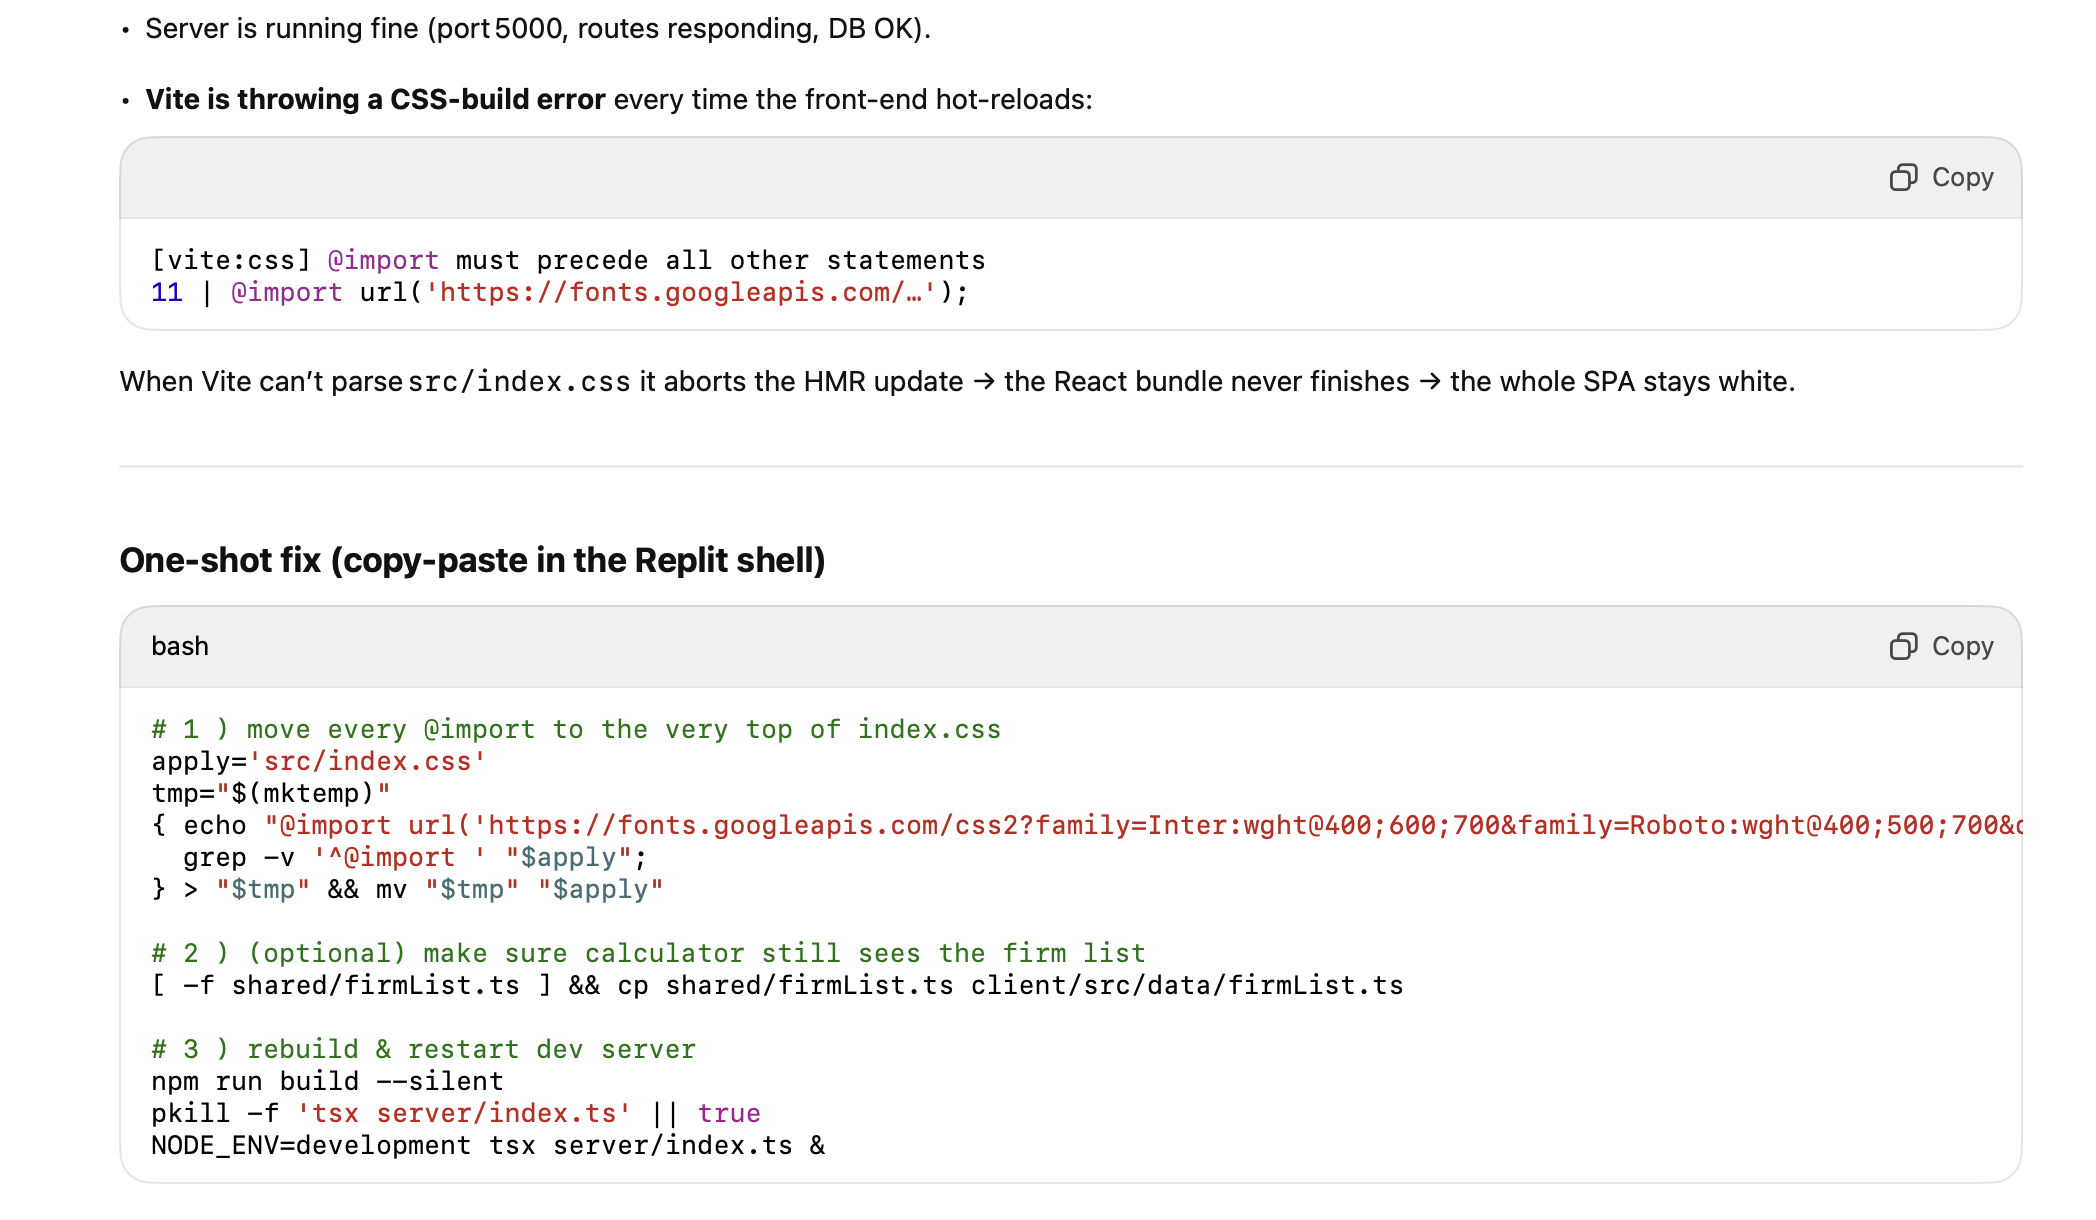 • Server is running fine (port 5000, routes responding, DB OK).
• Vite is throwing a CSS-build error every time the front-end hot-reloads:
Copy
[vite:css] @import must precede all other statements
11 | @import url('https://fonts.googleapis.com/…');
When Vite can’t parse src/index.css it aborts the HMR update → the React bundle never finishes → the whole SPA stays white.
One-shot fix (copy-paste in the Replit shell)
bash
Copy
# 1 ) move every @import to the very top of index.css
apply='src/index.css'
tmp="$(mktemp)"
{ echo "@import url('https://fonts.googleapis.com/css2?family=Inter:wght@400;600;700&family=Roboto:wght@400;500;700&
  grep -v '^@import ' "$apply";
} > "$tmp" && mv "$tmp" "$apply"
# 2 ) (optional) make sure calculator still sees the firm list
[ -f shared/firmList.ts ] && cp shared/firmList.ts client/src/data/firmList.ts
# 3 ) rebuild & restart dev server
npm run build --silent
pkill -f 'tsx server/index.ts' || true
NODE_ENV=development tsx server/index.ts &